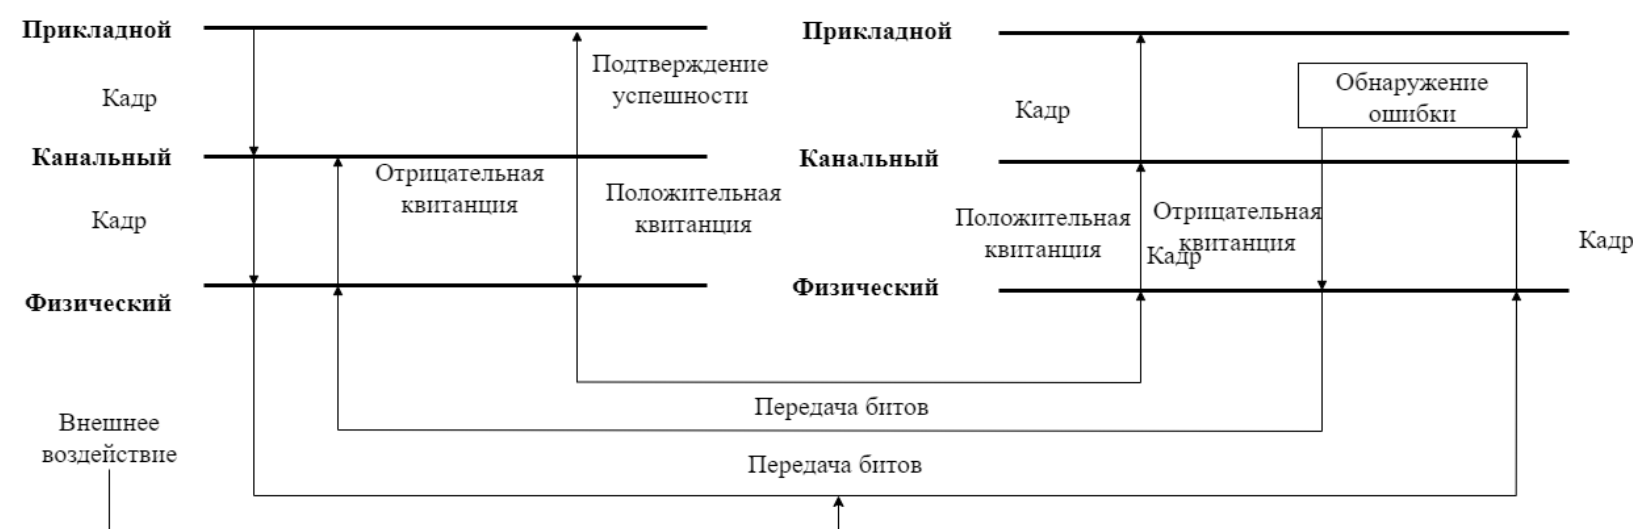 Прикладной
Кадр
Подтверждение
успешности
Канальный
Кадр
Отрицательная
квитанция
Положительная
квитанция
Физический
Внешнее
воздействие
Прикладной
Кадр
Обнаружение
ошибки
Канальный
Положительная
квитанция
Отрицательная
квитанция
Кадр
Кадр
Физический
Передача битов
Передача битов